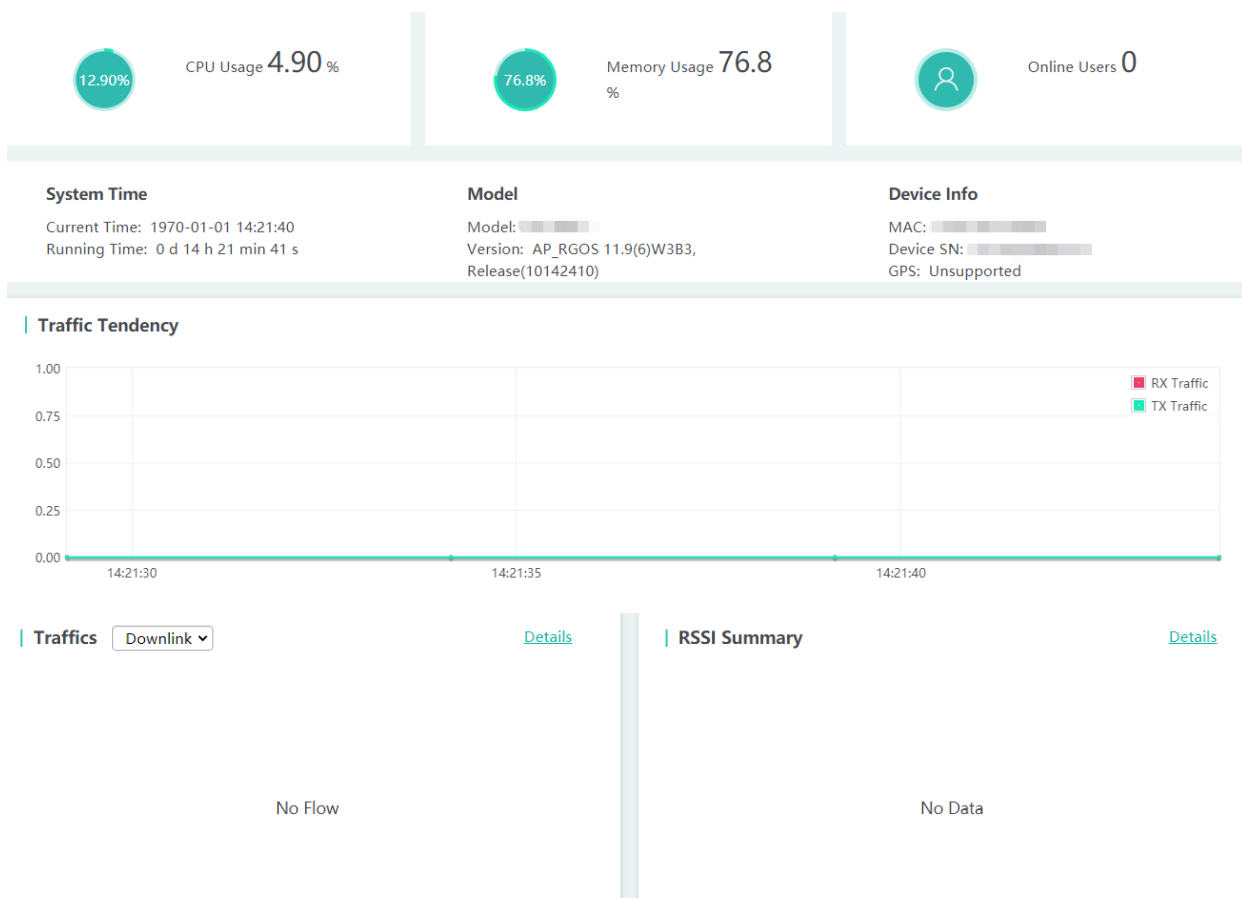 12.90%
CPU Usage 4.90 %
76.8%
Memory Usage 76.8
%
Online Users 0
System Time
Current Time: 1970-01-01 14:21:40
Running Time: 0 d 14 h 21 min 41 s
Model
Model:
Version: AP_RGOS 11.9(6)W3B3,
Release(10142410)
Device Info
MAC:
Device SN:
GPS: Unsupported
Traffic Tendency
1.00
0.75
0.50
0.25
0.00
RX Traffic
TX Traffic
14:21:30
14:21:35
14:21:40
Traffics
Downlink
Details
No Flow
RSSI Summary
Details
No Data